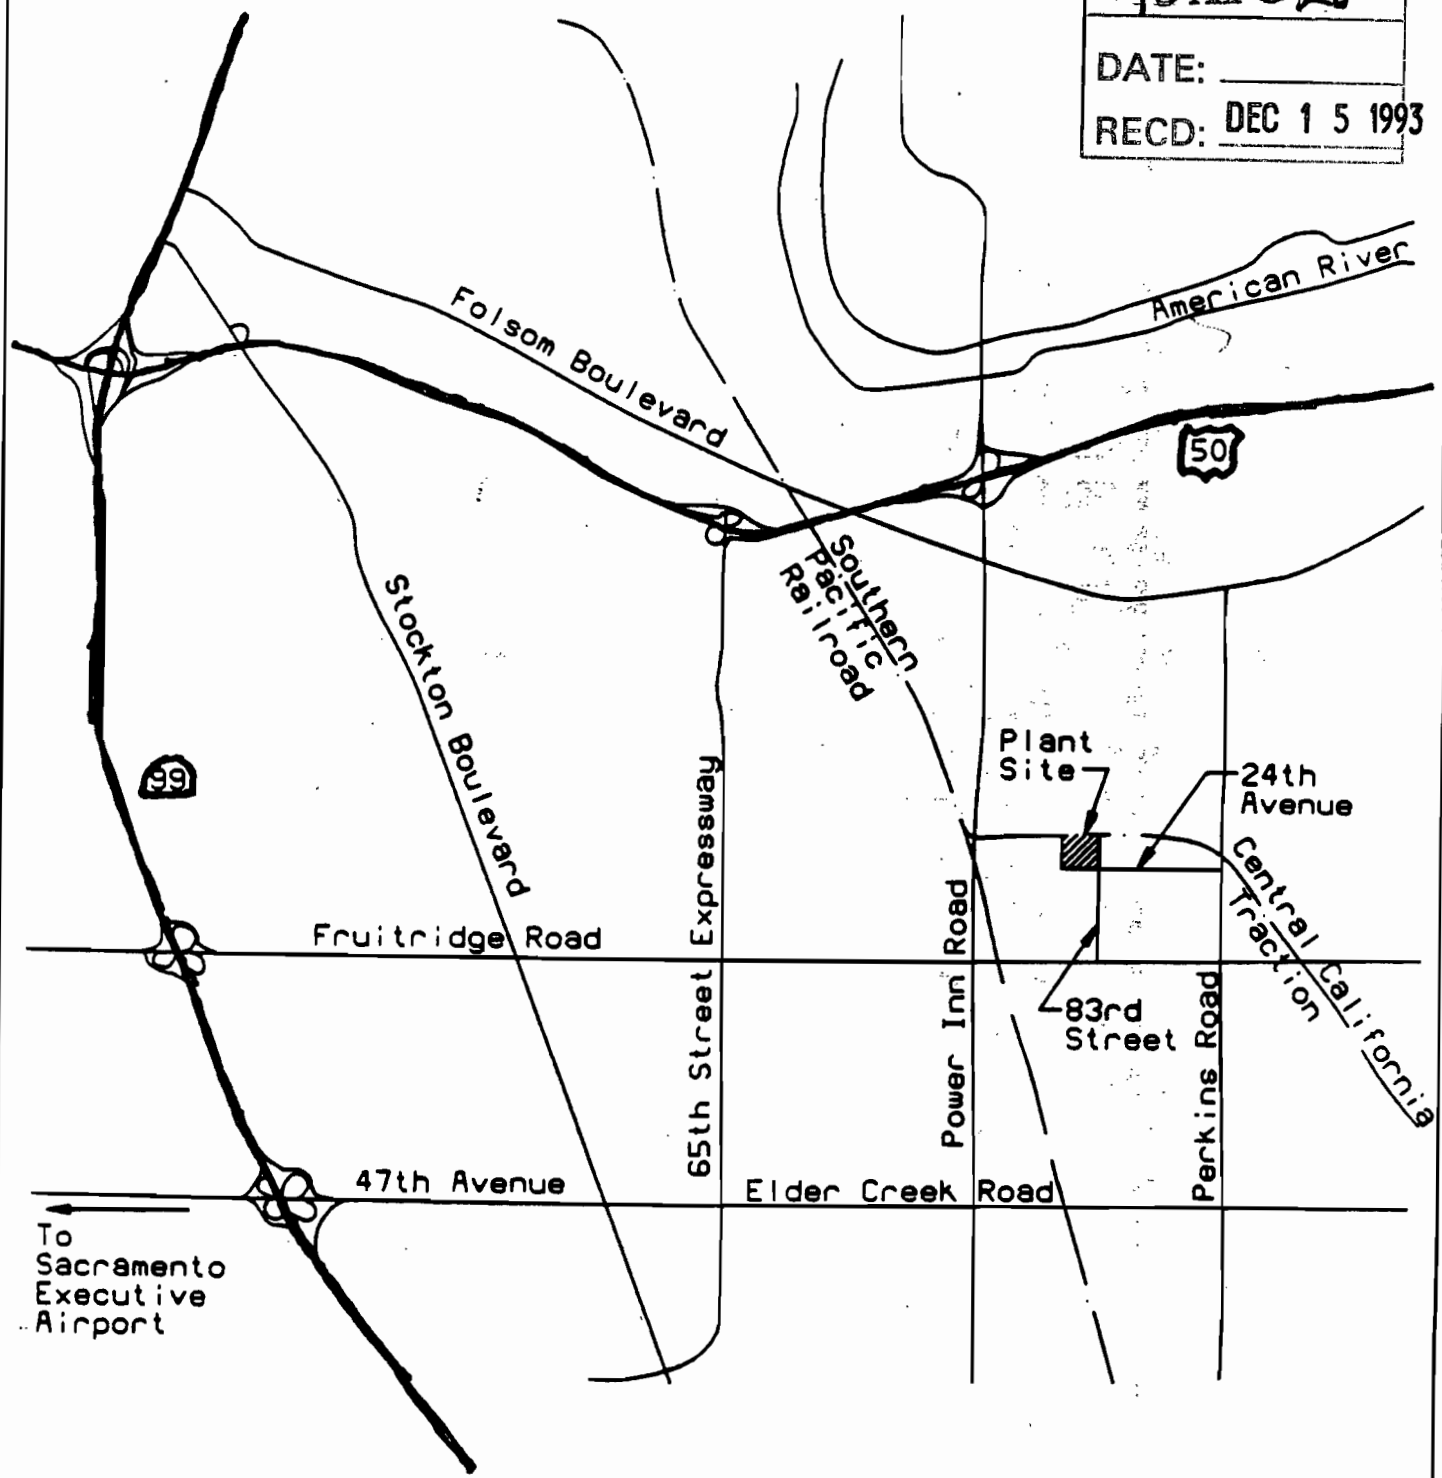 DATE:
RECD: DEC 1 5 1993
American River
Folsom Boulevard
50
Southern
Pacific
Railroad
Stockton Boulevard
Plant
Site
24th
Avenue
99
65th Street Expressway
Central California
Traction
Fruitridge Road
Power Inn Road
83rd
Street
Perkins Road
47th Avenue
Elder Creek Road
To
Sacramento
Executive
Airport